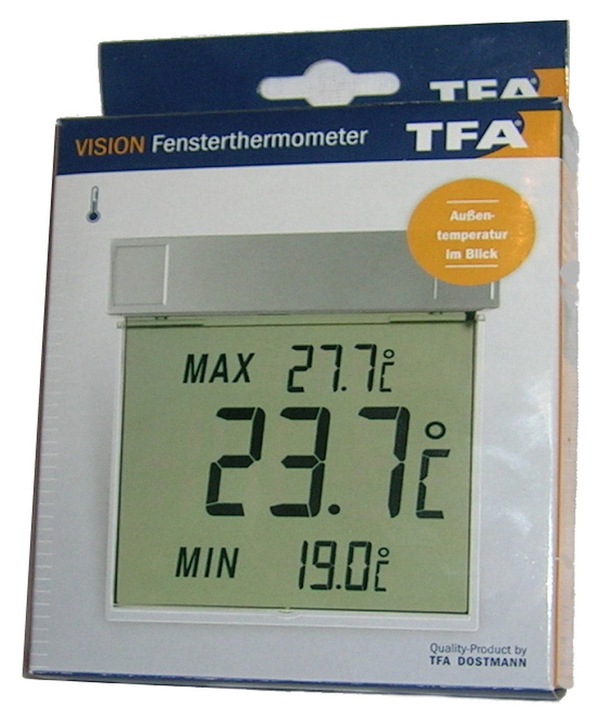 TFA
VISION Fensterthermometer TFA
Außen-
temperatur
im Blick
MAX 27.7°C
23.7°C
MIN 19.0°C
Quality-Product by
TFA DOSTMANN